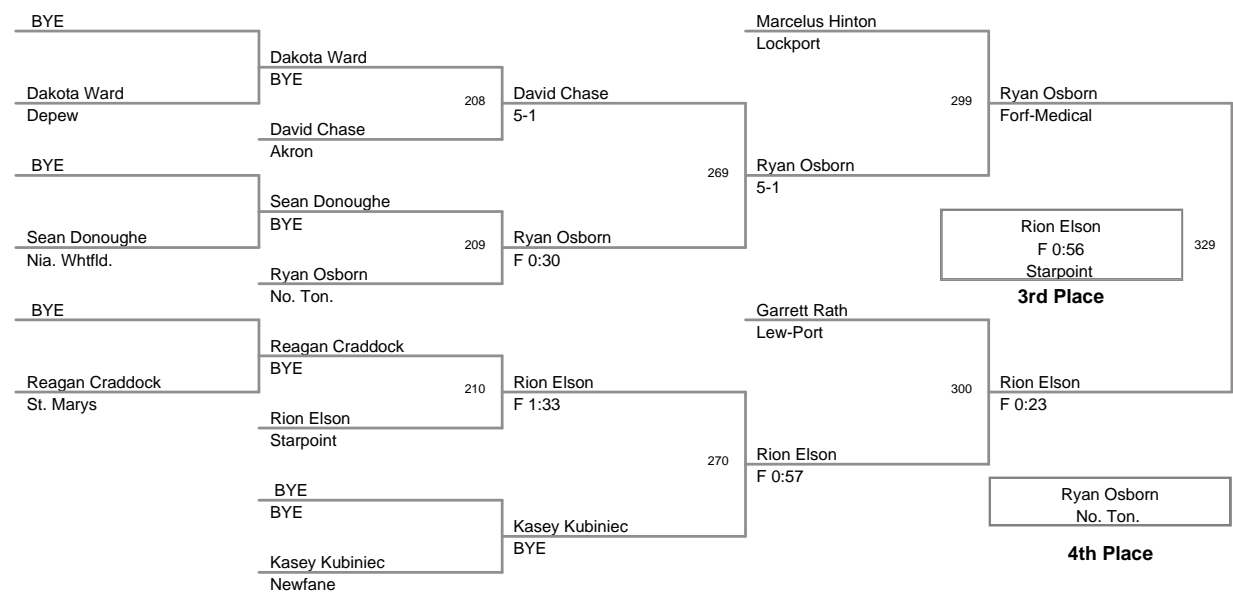 BYE
Dakota Ward
Depew
BYE
Sean Donoughe
Nia. Whtfld.
BYE
Reagan Craddock
St. Marys
Dakota Ward
BYE
208
David Chase
Akron
Sean Donoughe
BYE
209
Ryan Osborn
No. Ton.
Reagan Craddock
BYE
210
Rion Elson
Starpoint
BYE
BYE
Kasey Kubiniec
Newfane
David Chase
5-1
269
Ryan Osborn
F 0:30
Rion Elson
F 1:33
270
Kasey Kubiniec
BYE
Marcelus Hinton
Lockport
299
Ryan Osborn
5-1
Garrett Rath
Lew-Port
300
Rion Elson
F 0:57
Ryan Osborn
Forf-Medical
Rion Elson
F 0:56
Starpoint
329
3rd Place
Rion Elson
F 0:23
Ryan Osborn
No. Ton.
4th Place